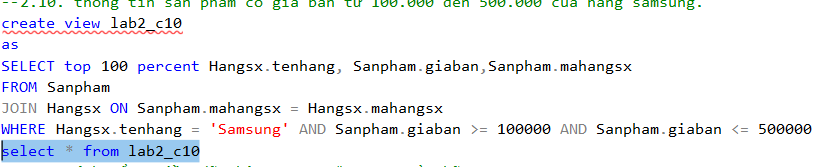 --2.10. thông tin sản phẩm có giá bán từ 100.000 đến 500.000 của hãng samsung.
create view lab2_c10
as
SELECT top 100 percent Hangsx.tenhang, Sanpham.giaban,Sanpham.mahangsx
FROM Sanpham
JOIN Hangsx ON Sanpham.mahangsx = Hangsx.mahangsx
WHERE Hangsx.tenhang = 'Samsung' AND Sanpham.giaban >= 100000 AND Sanpham.giaban <= 500000
select * from lab2_c10